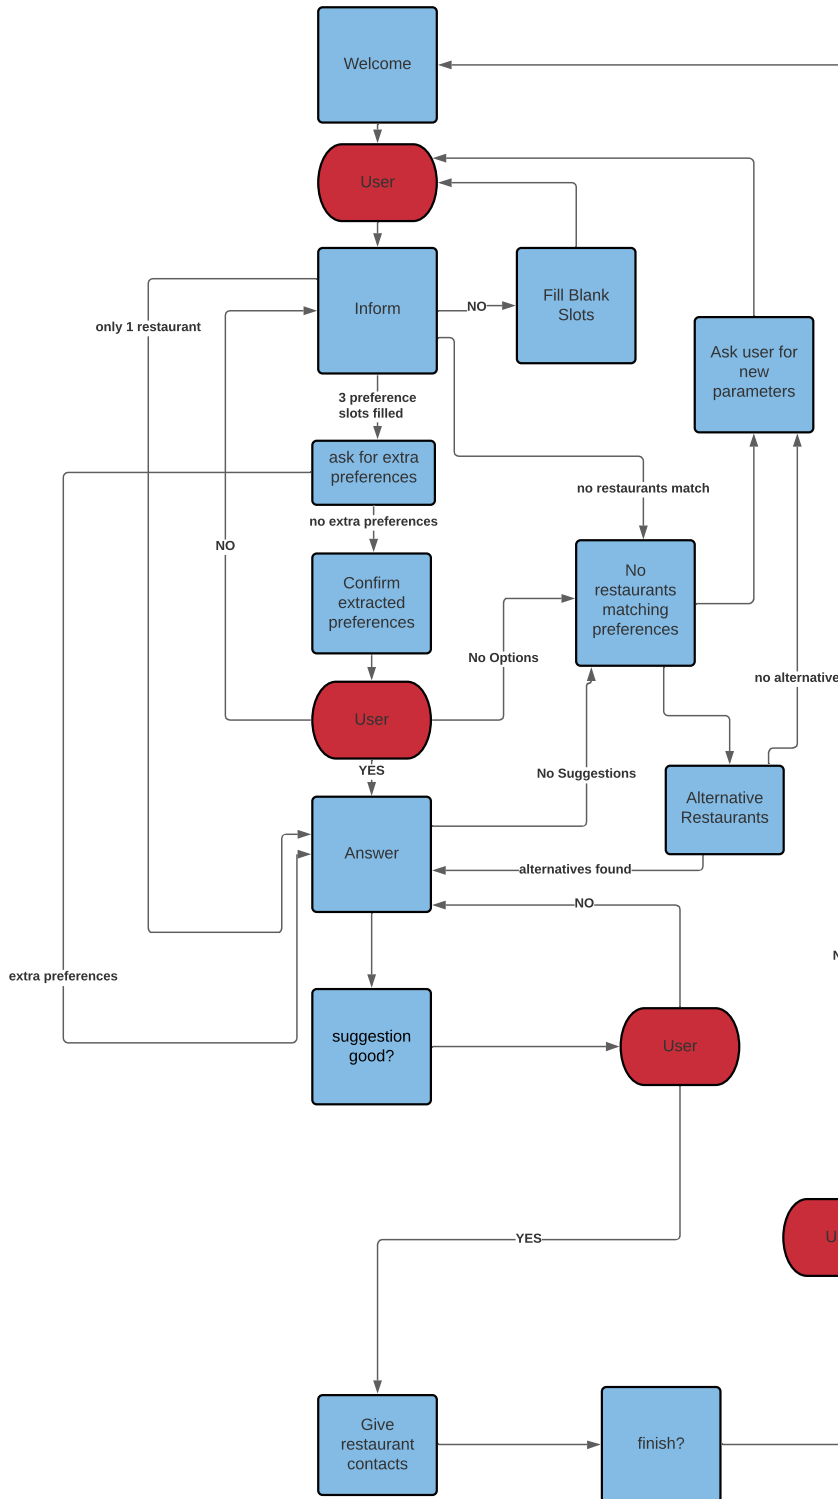 Welcome
User
Inform
NO
Fill Blank
Slots
only 1 restaurant
Ask user for
new
parameters
3 preference
slots filled
ask for extra
preferences
no restaurants match
no extra preferences
NO
Confirm
extracted
preferences
No
restaurants
matching
preferences
No Options
no alternative
User
YES
No Suggestions
Alternative
Restaurants
Answer
alternatives found
NO
extra preferences
suggestion
good?
User
YES
Give
restaurant
contacts
finish?